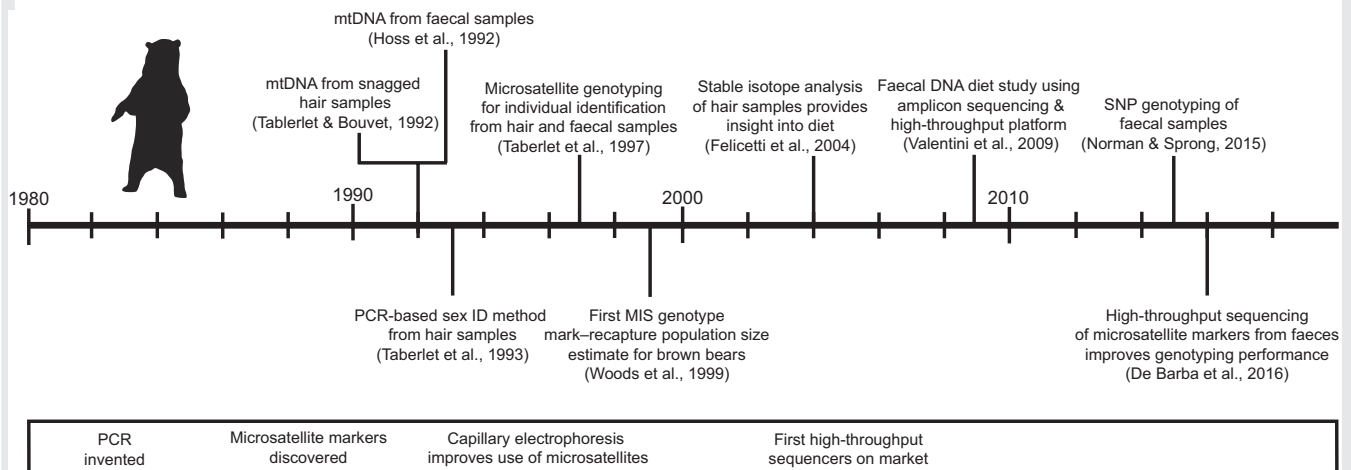 mtDNA from faecal samples
(Hoss et al., 1992)
mtDNA from snagged
hair samples
(Tablerlet & Bouvet, 1992)
Microsatellite genotyping
for individual identification
from hair and faecal samples
(Taberlet et al., 1997)
Stable isotope analysis
of hair samples provides
insight into diet
(Felicetti et al., 2004)
Faecal DNA diet study using
amplicon sequencing &
high-throughput platform
(Valentini et al., 2009)
SNP genotyping of
faecal samples
(Norman & Sprong, 2015)
1980
1990
2000
2010
PCR-based sex ID method
from hair samples
(Taberlet et al., 1993)
First MIS genotype
mark–recapture population size
estimate for brown bears
(Woods et al., 1999)
High-throughput sequencing
of microsatellite markers from faeces
improves genotyping performance
(De Barba et al., 2016)
PCR
invented
Microsatellite markers
discovered
Capillary electrophoresis
improves use of microsatellites
First high-throughput
sequencers on market